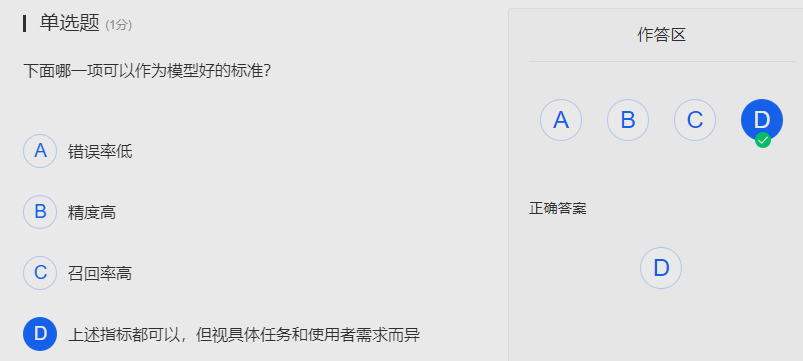 单选题 (1分)
下面哪一项可以作为模型好的标准？
A 错误率低
B 精度高
C 召回率高
D 上述指标都可以，但视具体任务和使用者需求而异
作答区
A B C D
正确答案
D